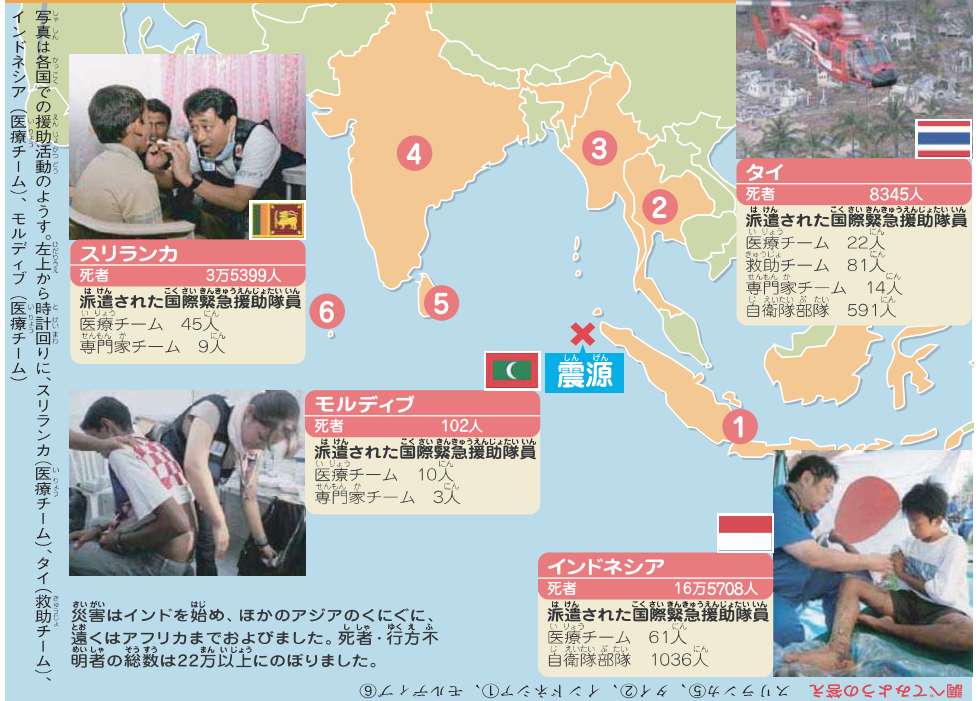 写真は各国での援助活動のようす。左上から時計回りに、スリランカ（医療チーム）、タイ（救助チーム）、
インドネシア（医療チーム）、モルディブ（医療チーム）
スリランカ
死者 3万5399人
派遣された国際緊急援助隊員
医療チーム 45人
専門家チーム 9人
タイ
死者 8345人
派遣された国際緊急援助隊員
医療チーム 22人
救助チーム 81人
専門家チーム 14人
自衛隊部隊 591人
4
3
2
5
6
1
震源
モルディブ
死者 102人
派遣された国際緊急援助隊員
医療チーム 10人
専門家チーム 3人
インドネシア
死者 16万5708人
派遣された国際緊急援助隊員
医療チーム 61人
自衛隊部隊 1036人
災害はインドを始め、ほかのアジアのくにぐに、
遠くはアフリカまでおよびました。死者・行方不
明者の総数は22万以上にのぼりました。
調べてみようの答え スリランカ⑤、タイ②、インドネシア①、モルディブ⑥